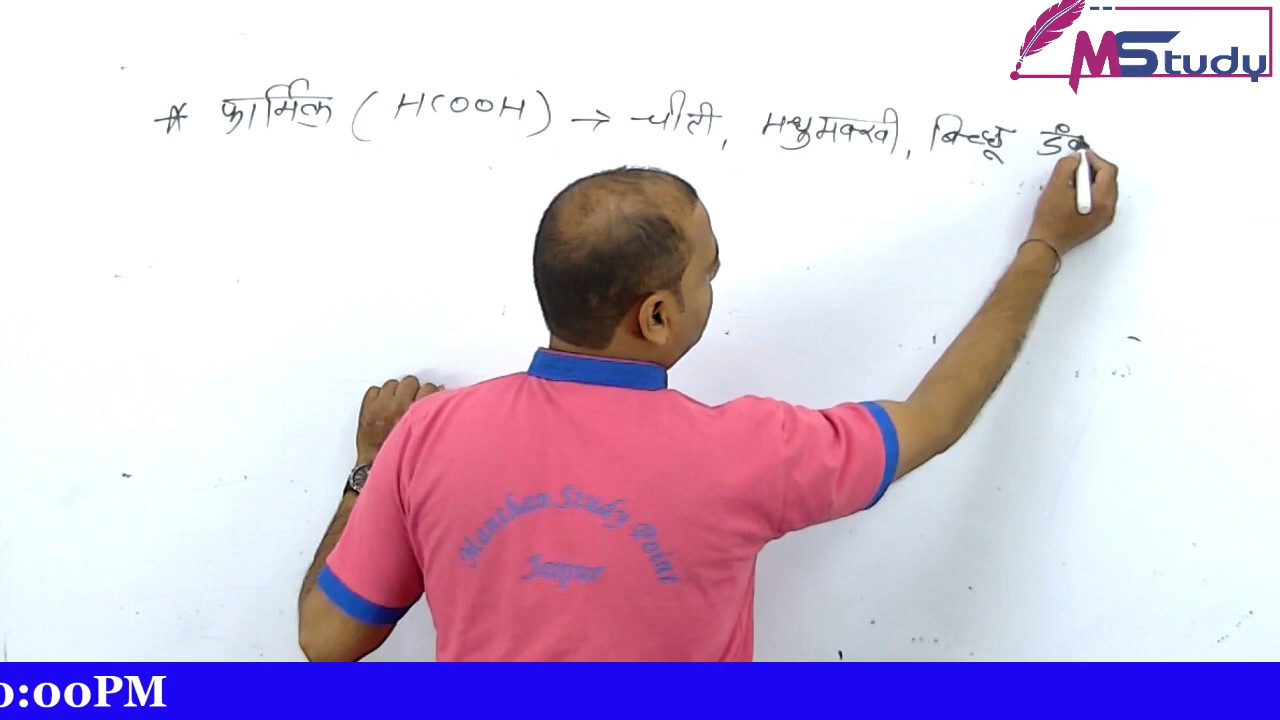 MStudy
* फार्मिक (HCOOH) → चीटी, मधुमक्खी, बिच्छू डंक
Manthan Study Point
Jaipur
0:00PM